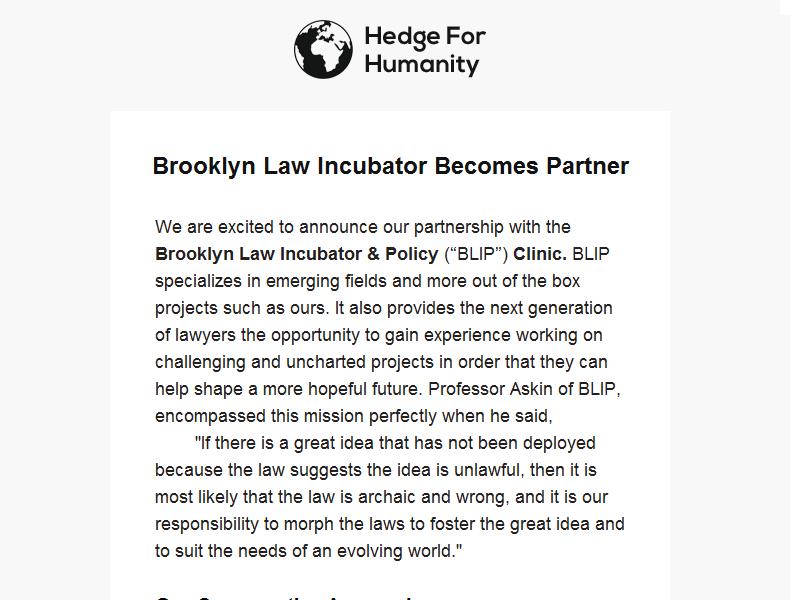 Hedge For
Humanity
Brooklyn Law Incubator Becomes Partner
We are excited to announce our partnership with the
Brooklyn Law Incubator & Policy (“BLIP”) Clinic. BLIP
specializes in emerging fields and more out of the box
projects such as ours. It also provides the next generation
of lawyers the opportunity to gain experience working on
challenging and uncharted projects in order that they can
help shape a more hopeful future. Professor Askin of BLIP,
encompassed this mission perfectly when he said,
"If there is a great idea that has not been deployed
because the law suggests the idea is unlawful, then it is
most likely that the law is archaic and wrong, and it is our
responsibility to morph the laws to foster the great idea and
to suit the needs of an evolving world."